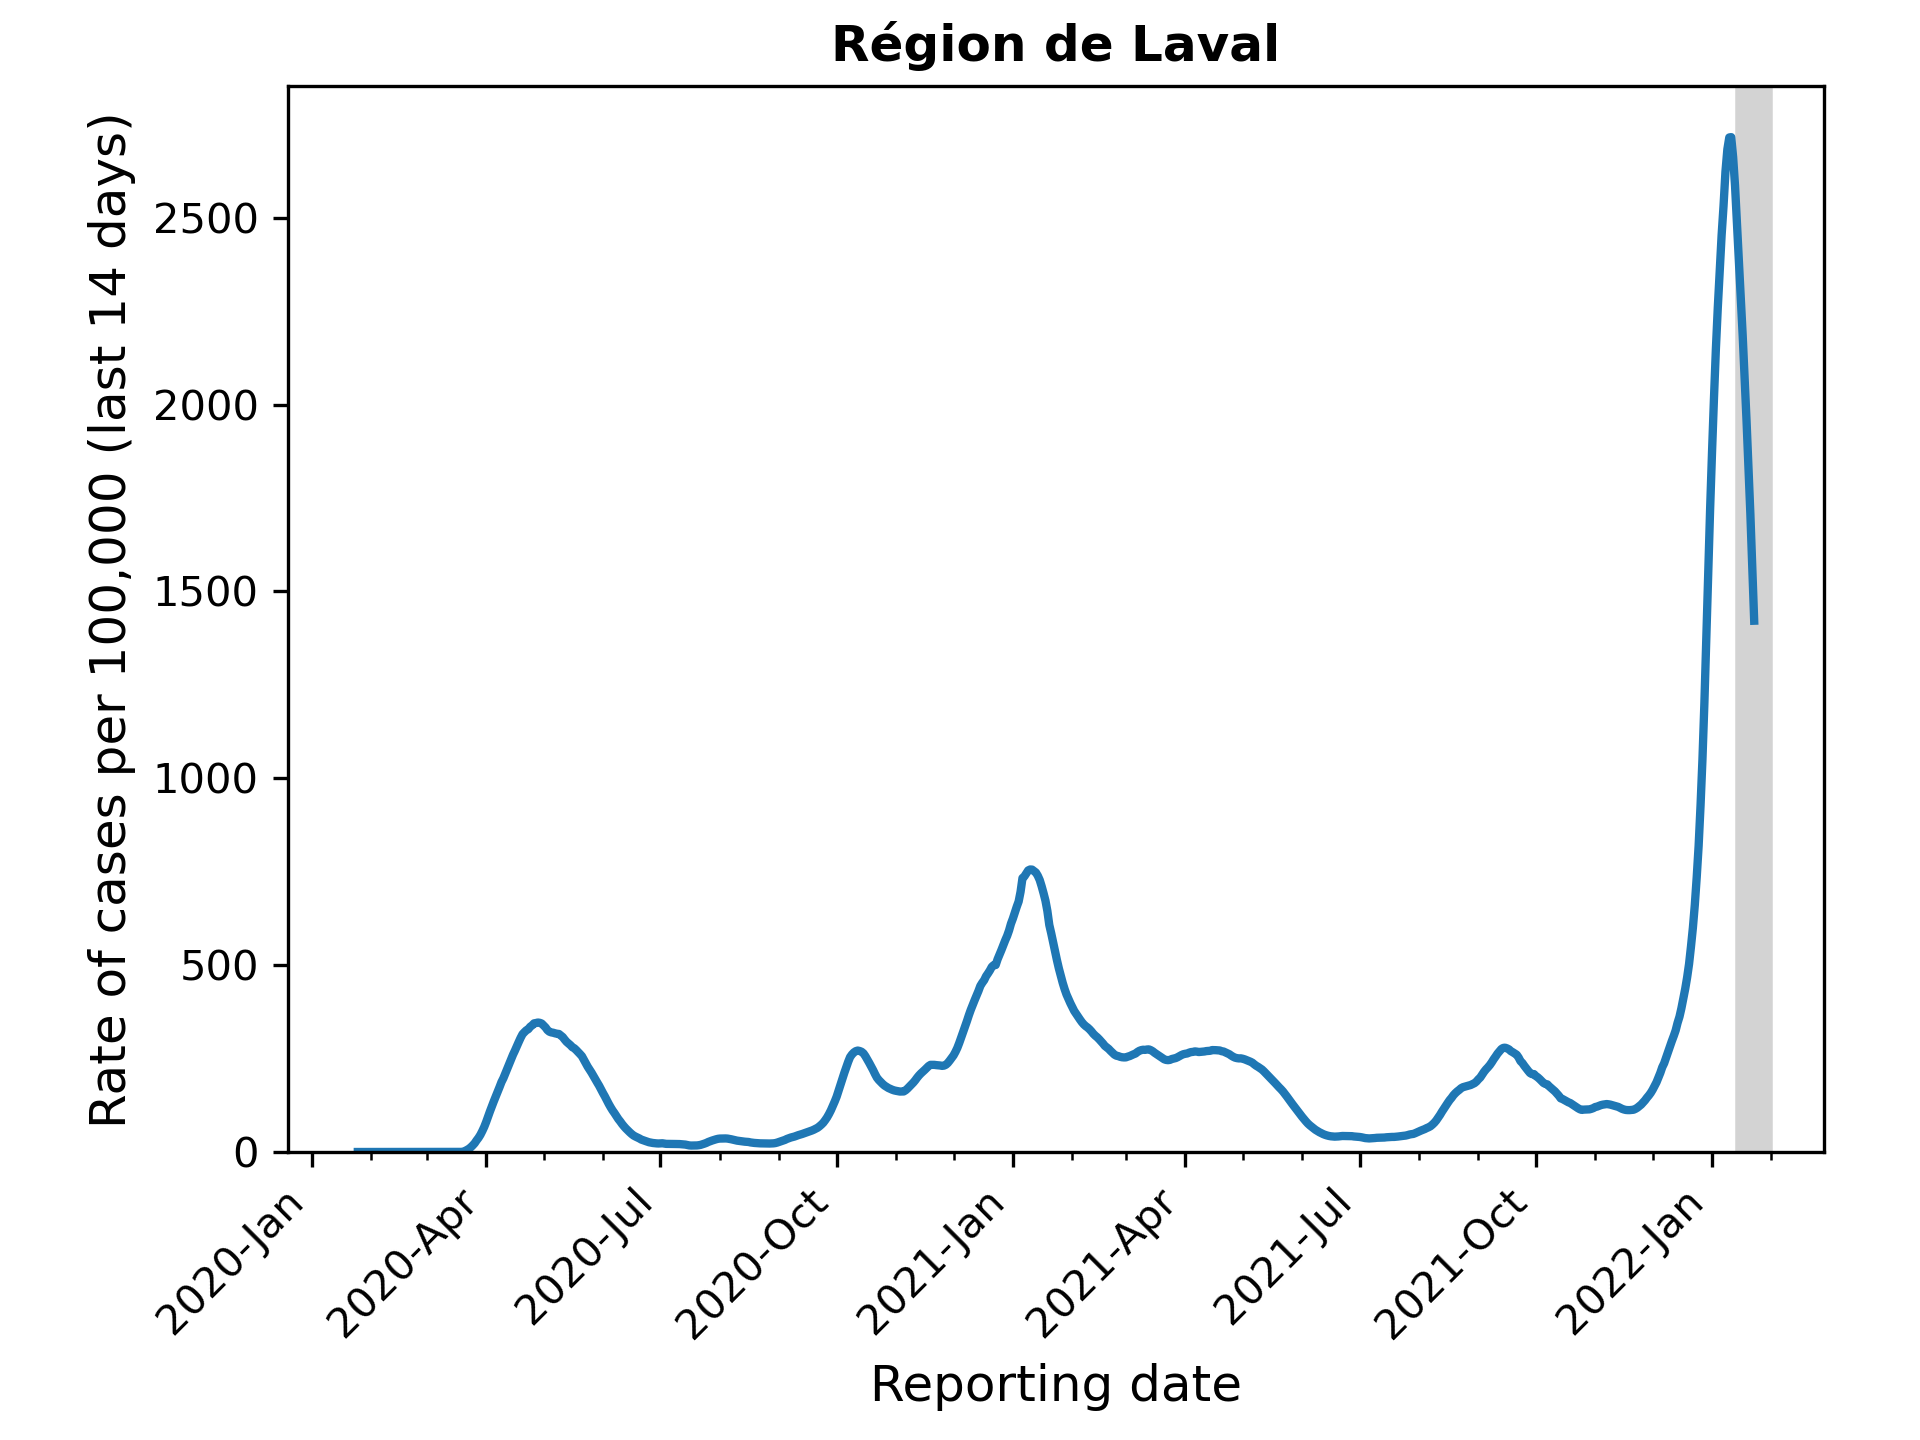 Région de Laval
Rate of cases per 100,000 (last 14 days)
2500
2000
1500
1000
500
0
2020-Jan
2020-Apr
2020-Jul
2020-Oct
2021-Jan
2021-Apr
2021-Jul
2021-Oct
2022-Jan
Reporting date